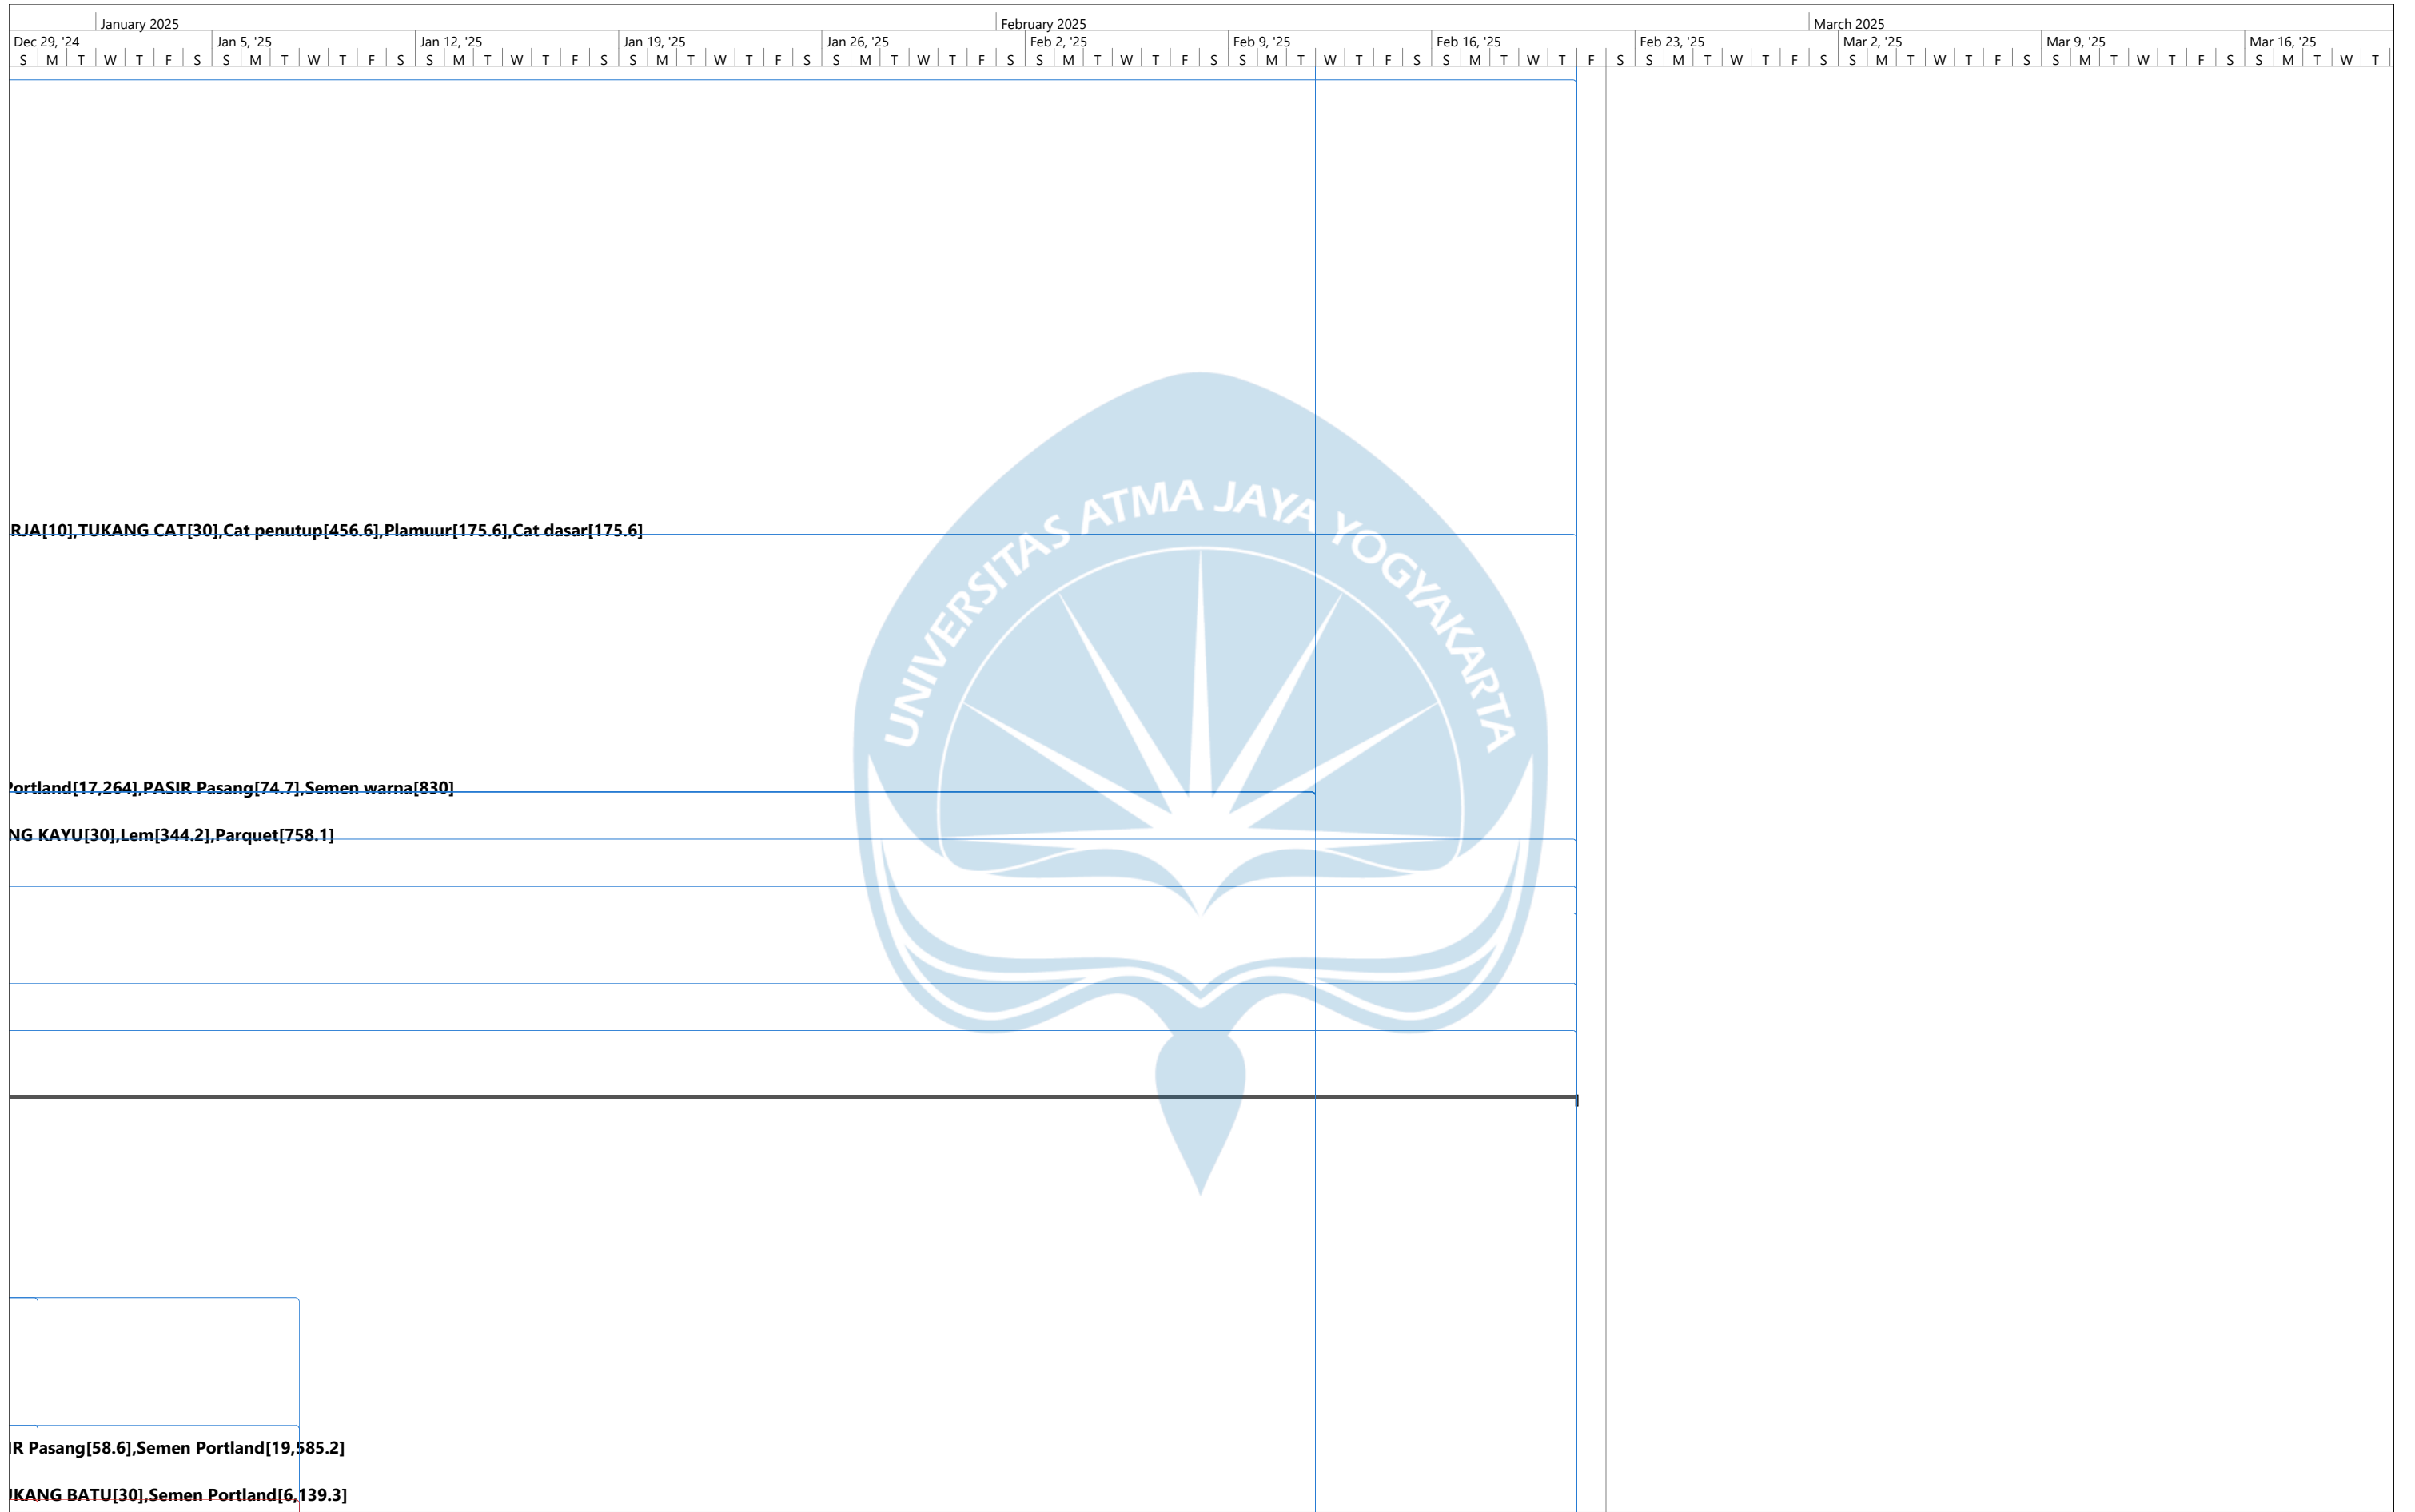 January 2025 February 2025 March 2025
Dec 29, '24 Jan 5, '25 Jan 12, '25 Jan 19, '25 Jan 26, '25 Feb 2, '25 Feb 9, '25 Feb 16, '25 Feb 23, '25 Mar 2, '25 Mar 9, '25 Mar 16, '25
S M T W T F S S M T W T F S S M T W T F S S M T W T F S S M T W T F S S M T W T F S S M T W T F S S M T W T F S S M T W T F S S M T W T F S S M T W T F S S M T W T
UNIVERSITAS ATMA JAYA YOGYAKARTA
RJA[10],TUKANG CAT[30],Cat penutup[456.6],Plamuur[175.6],Cat dasar[175.6]
Portland[17,264],PASIR Pasang[74.7],Semen warna[830]
NG KAYU[30],Lem[344.2],Parquet[758.1]
IR Pasang[58.6],Semen Portland[19,585.2]
UKANG BATU[30],Semen Portland[6,139.3]